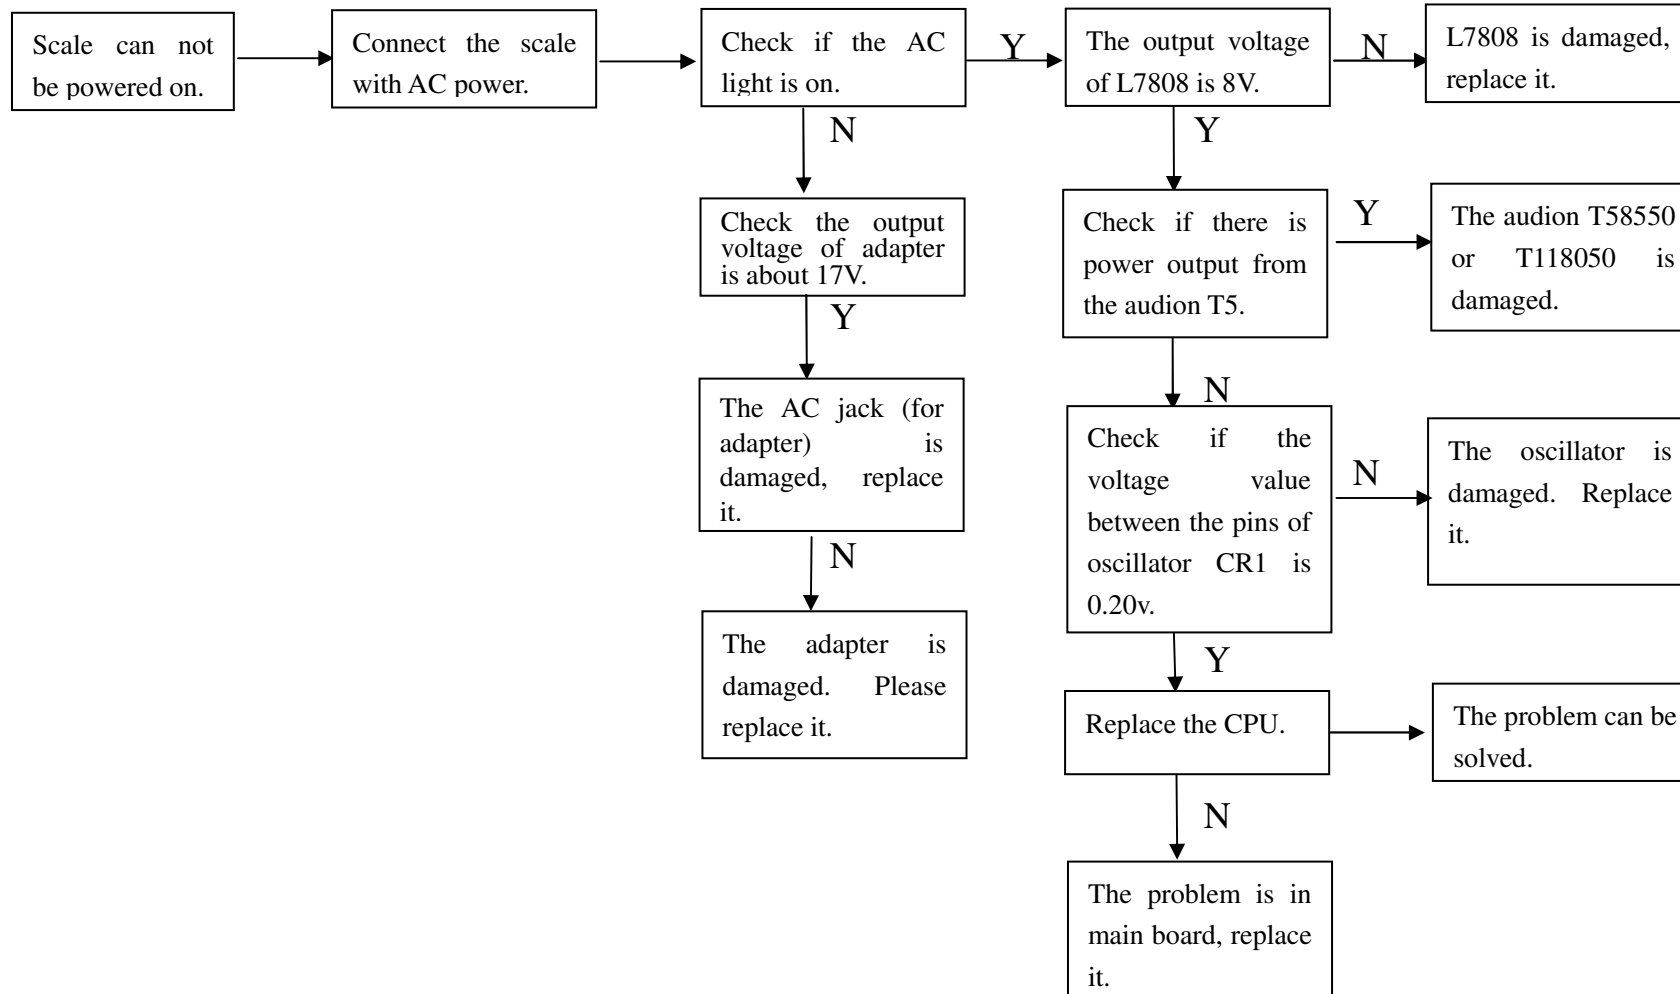 Scale can not
be powered on.
Connect the scale
with AC power.
Check if the AC
light is on.
Y
The output voltage
of L7808 is 8V.
N
L7808 is damaged,
replace it.
N
Y
Check the output
voltage of adapter
is about 17V.
Check if there is
power output from
the audion T5.
Y
The audion T58550
or T118050 is
damaged.
Y
N
The AC jack (for
adapter) is
damaged, replace
it.
Check if the
voltage value
between the pins of
oscillator CR1 is
0.20v.
N
The oscillator is
damaged. Replace
it.
N
Y
The adapter is
damaged. Please
replace it.
Replace the CPU.
The problem can be
solved.
N
The problem is in
main board, replace
it.